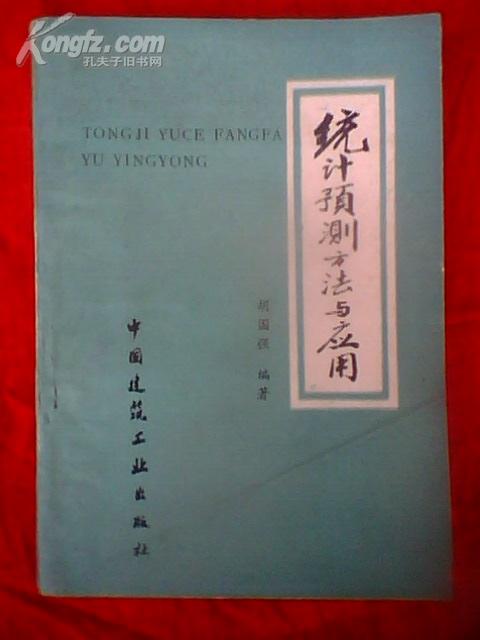 Kongfz.com
孔夫子旧书网
TONGJI YUCE FANGFA
YU YINGYONG
统计预测方法与应用
胡国强 编著
中国建筑工业出版社